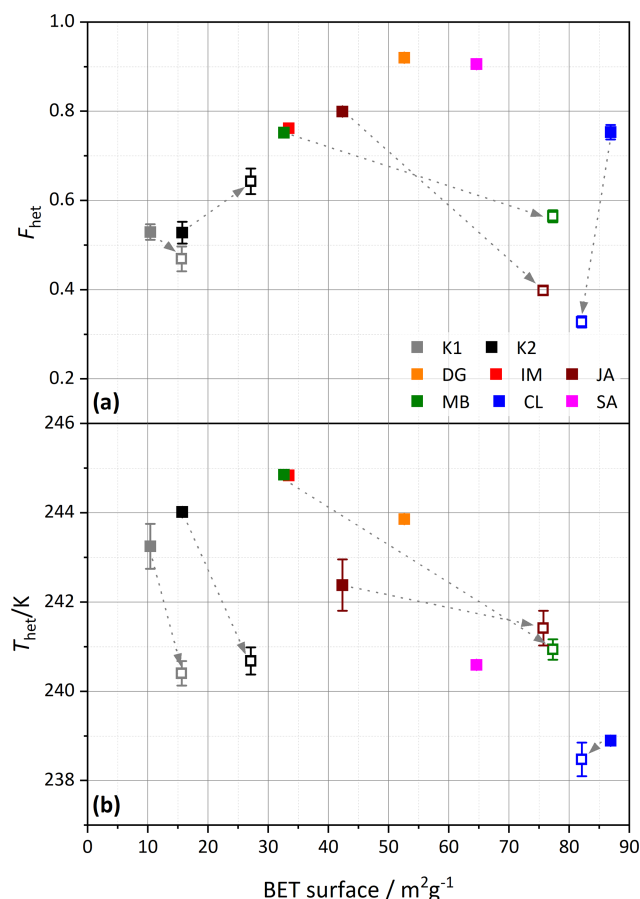 1.0
0.8
0.6
0.4
0.2
F_het
K1 K2
DG IM JA
MB CL SA
(a)
246
244
242
240
238
T_het/K
(b)
0 10 20 30 40 50 60 70 80 90
BET surface / m²g⁻¹